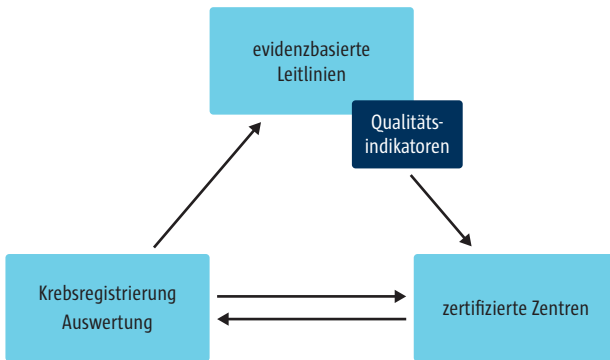 evidenzbasierte
Leitlinien
Qualitäts-
indikatoren
Krebsregistrierung
Auswertung
zertifizierte Zentren